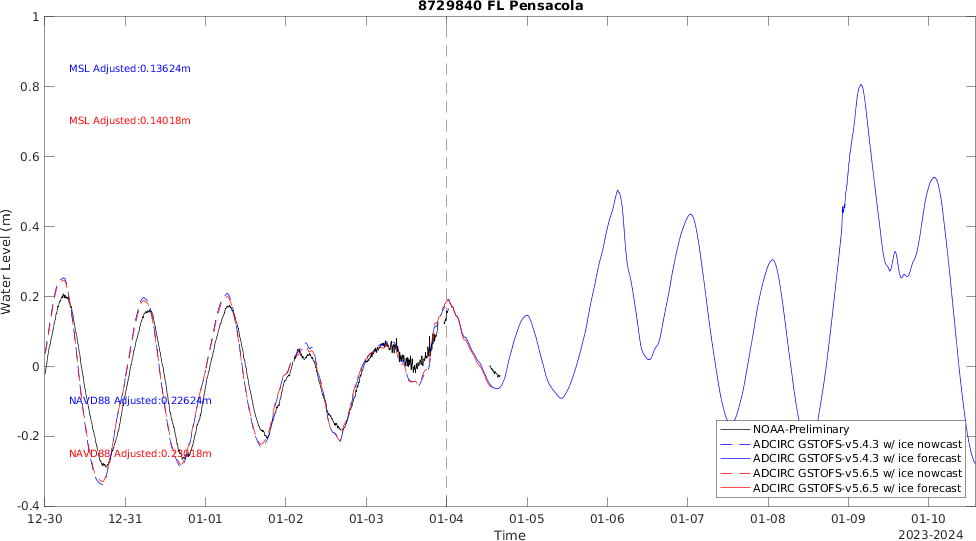 8729840 FL Pensacola
1
0.8
0.6
0.4
0.2
0
-0.2
-0.4
Water Level (m)
MSL Adjusted:0.13624m
MSL Adjusted:0.14018m
NAVD88 Adjusted:0.22624m
NAVD88 Adjusted:0.23018m
NOAA-Preliminary
ADCIRC GSTOFS-v5.4.3 w/ ice nowcast
ADCIRC GSTOFS-v5.4.3 w/ ice forecast
ADCIRC GSTOFS-v5.6.5 w/ ice nowcast
ADCIRC GSTOFS-v5.6.5 w/ ice forecast
12-30 12-31 01-01 01-02 01-03 01-04 01-05 01-06 01-07 01-08 01-09 01-10
Time
2023-2024